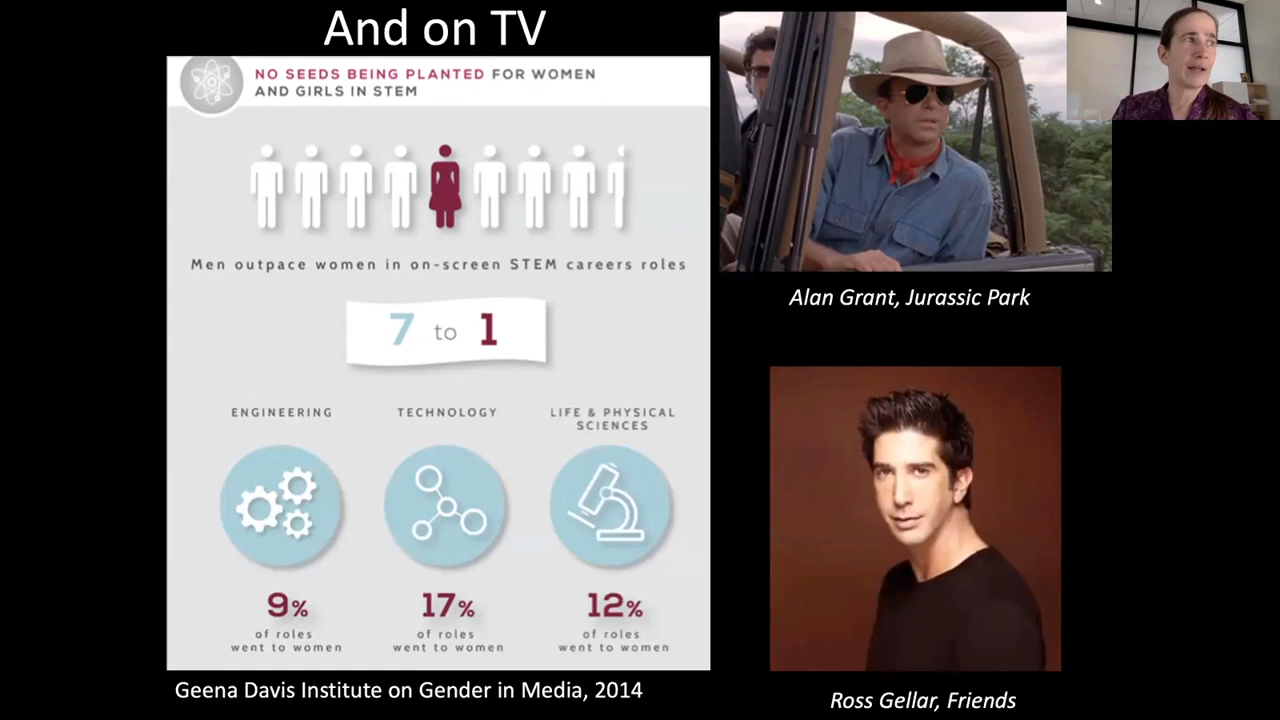 And on TV
NO SEEDS BEING PLANTED FOR WOMEN
AND GIRLS IN STEM
Men outpace women in on-screen STEM careers roles
7 to 1
ENGINEERING
9%
of roles
went to women
TECHNOLOGY
17%
of roles
went to women
LIFE & PHYSICAL
SCIENCES
12%
of roles
went to women
Geena Davis Institute on Gender in Media, 2014
Alan Grant, Jurassic Park
Ross Gellar, Friends